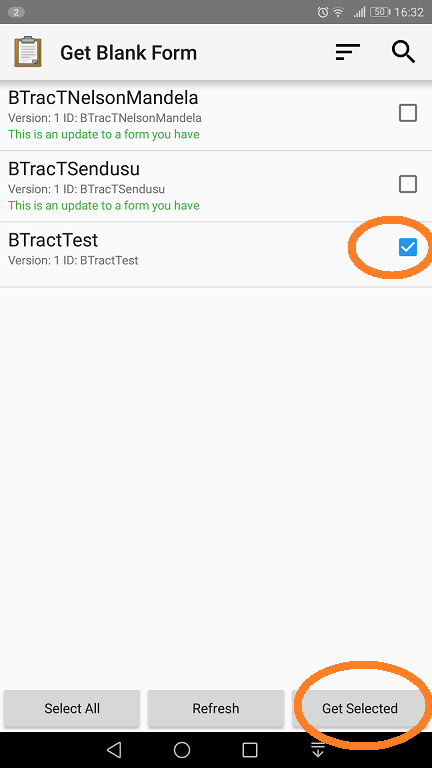 2
50 16:32
Get Blank Form
BTracTNelsonMandela
Version: 1 ID: BTracTNelsonMandela
This is an update to a form you have
BTracTSendusu
Version: 1 ID: BTracTSendusu
This is an update to a form you have
BTractTest
Version: 1 ID: BTractTest
Select All
Refresh
Get Selected